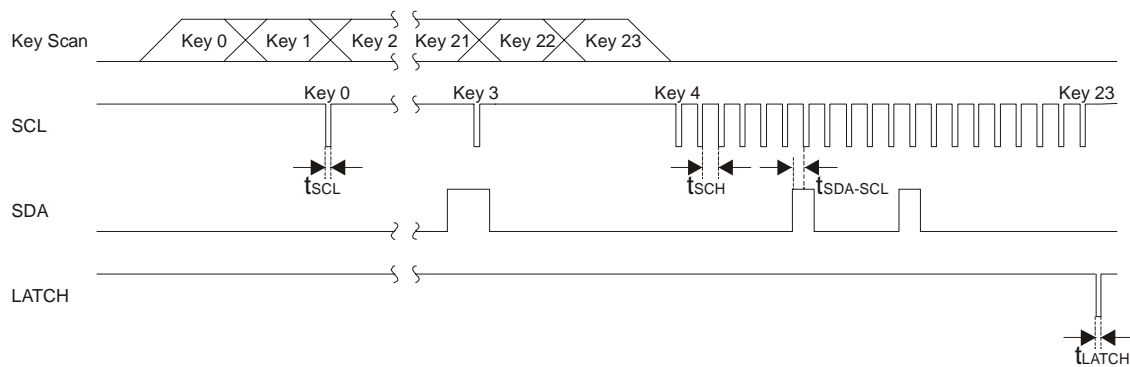 Key Scan
Key 0 Key 1 Key 2 Key 21 Key 22 Key 23
Key 0 Key 3 Key 4 Key 23
SCL
tSCL tSCH tSDA-SCL
SDA
LATCH
tLATCH